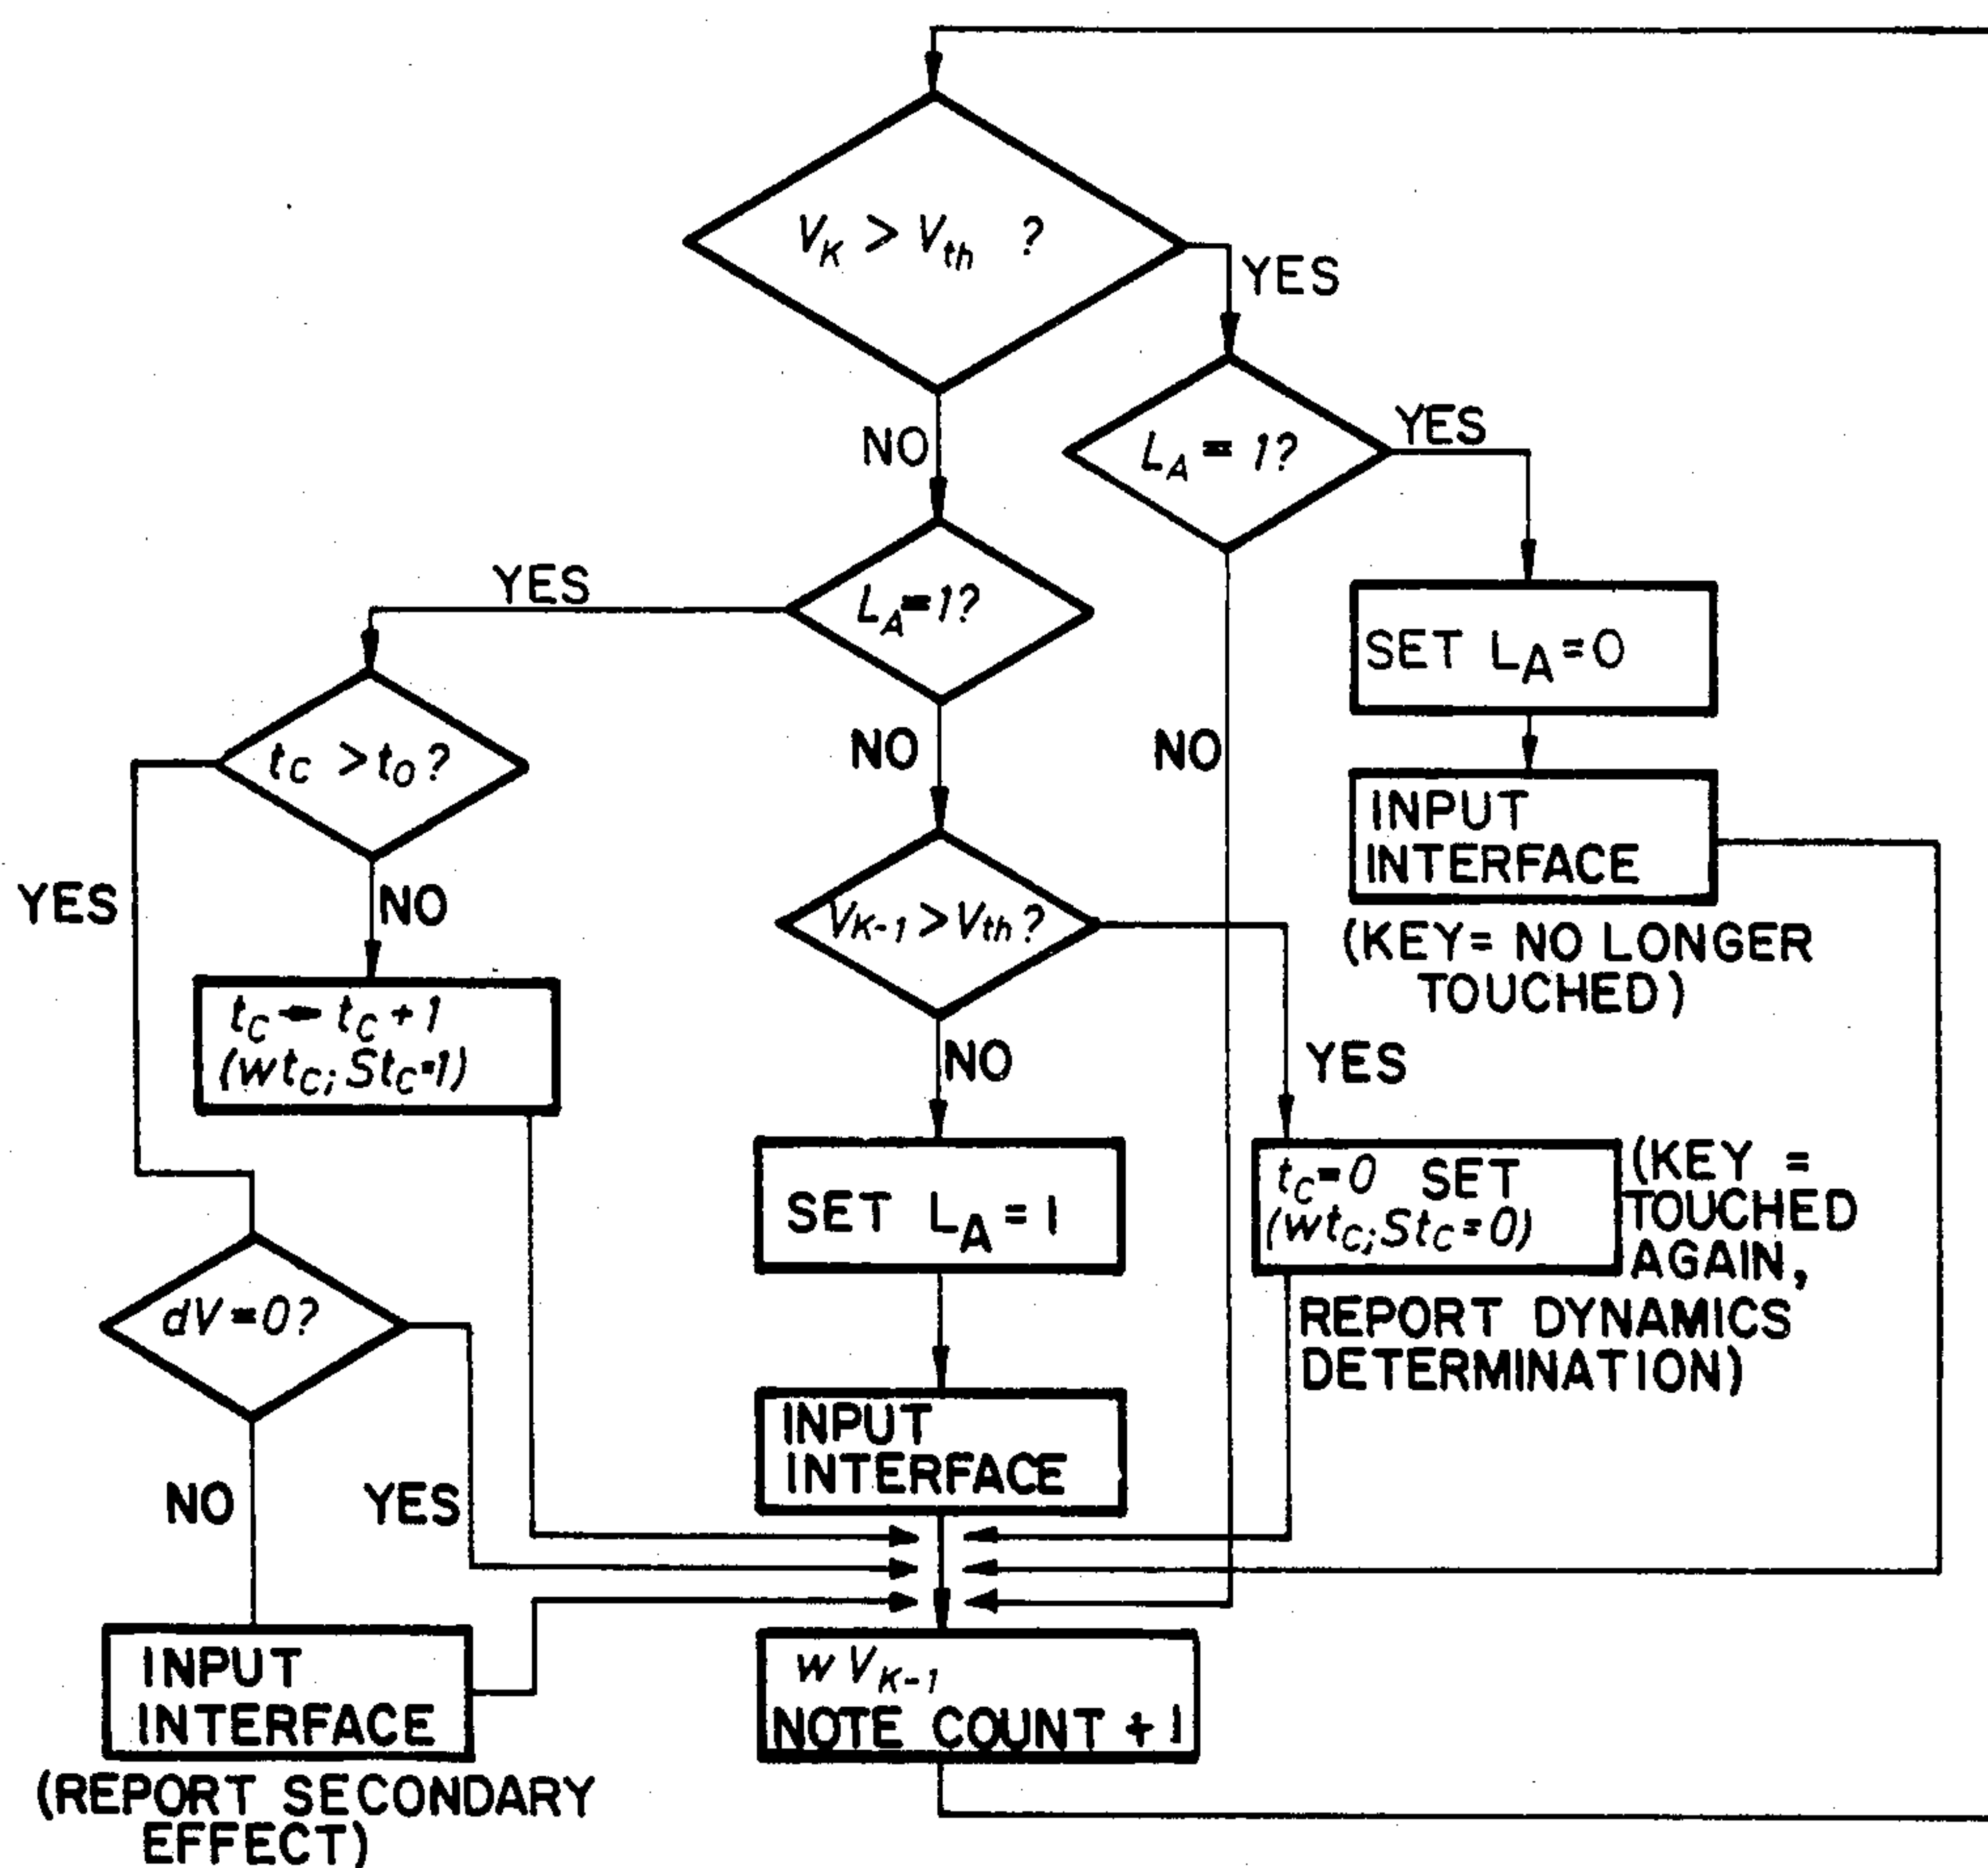 V_K > V_th ?
YES
L_A = 1?
YES
NO
YES
L_A=1?
SET L_A=0
t_C >t_0?
NO
NO
INPUT
INTERFACE
YES
NO
V_K-1 > V_th?
(KEY= NO LONGER
TOUCHED)
t_C ← t_C + 1
(wt_C; St_C=1)
NO
YES
SET L_A = 1
t_C=0 SET
(wt_C; St_C=0)
(KEY =
TOUCHED
AGAIN,
REPORT DYNAMICS
DETERMINATION)
dV=0?
INPUT
INTERFACE
NO
YES
INPUT
INTERFACE
w V_K-1
NOTE COUNT +1
(REPORT SECONDARY
EFFECT)